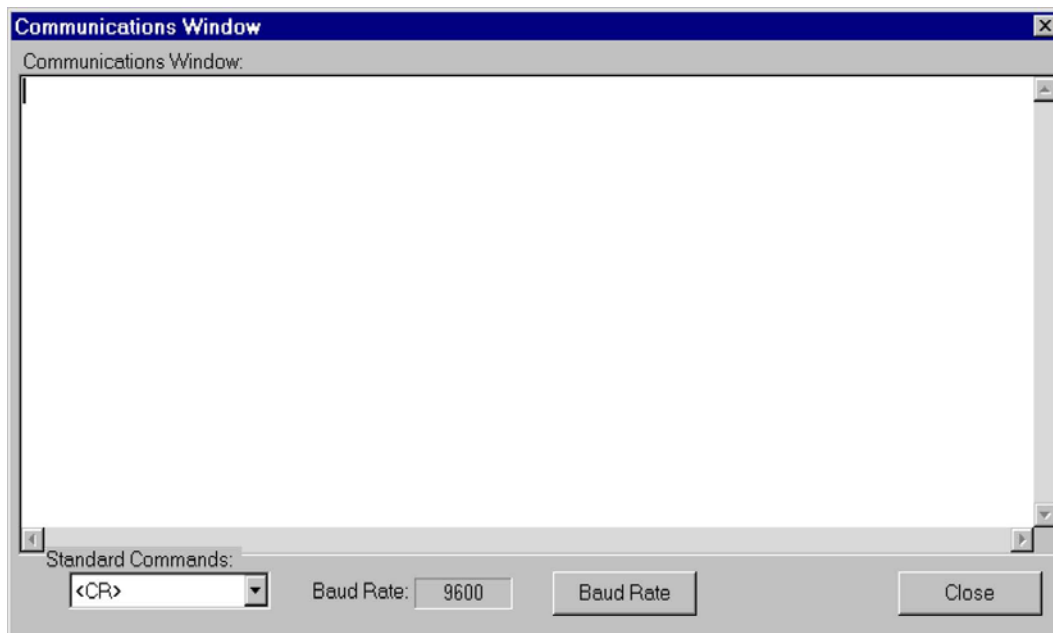 Communications Window
Communications Window:
Standard Commands:
<CR>
Baud Rate: 9600
Baud Rate
Close